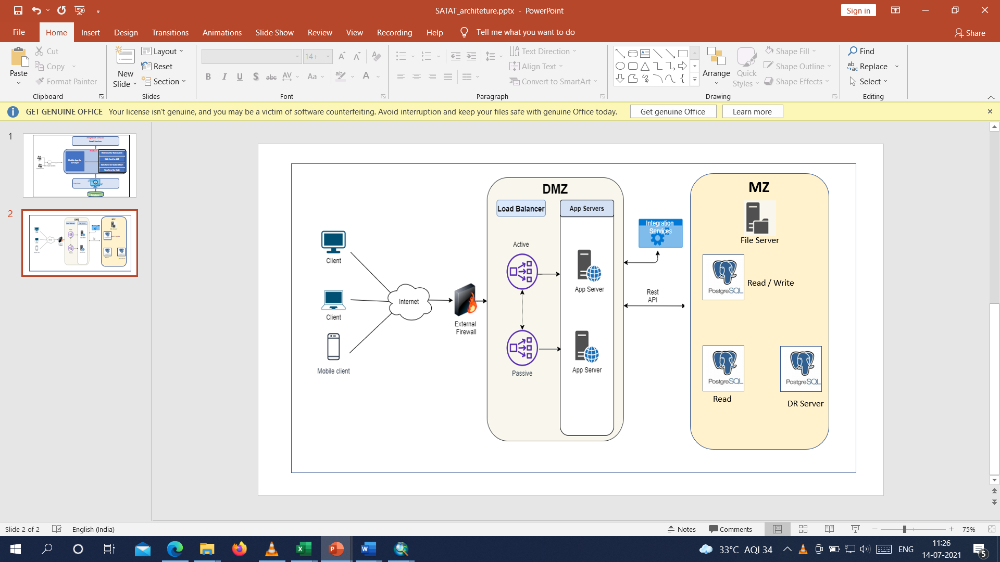 SATAT_architeture.pptx - PowerPoint
Sign in
File Home Insert Design Transitions Animations Slide Show Review View Recording Help Tell me what you want to do Share
Paste
Cut
Copy
Format Painter
Clipboard
New
Slide
Layout
Reset
Section
Slides
14+
B I U S abc AV Aa A
Font
Text Direction
Align Text
Convert to SmartArt
Paragraph
Arrange
Quick
Styles
Shape Fill
Shape Outline
Shape Effects
Drawing
Find
Replace
Select
Editing
GET GENUINE OFFICE Your license isn't genuine, and you may be a victim of software counterfeiting. Avoid interruption and keep your files safe with genuine Office today. Get genuine Office Learn more
1
2
DMZ
Load Balancer
App Servers
Client
Client
Mobile client
Internet
External
Firewall
Active
Passive
App Server
App Server
Integration
Services
Rest
API
MZ
File Server
PostgreSQL
Read / Write
PostgreSQL
Read
PostgreSQL
DR Server
Slide 2 of 2 English (India) Notes Comments 75%
33°C AQI 34 ENG
11:26
14-07-2021
5